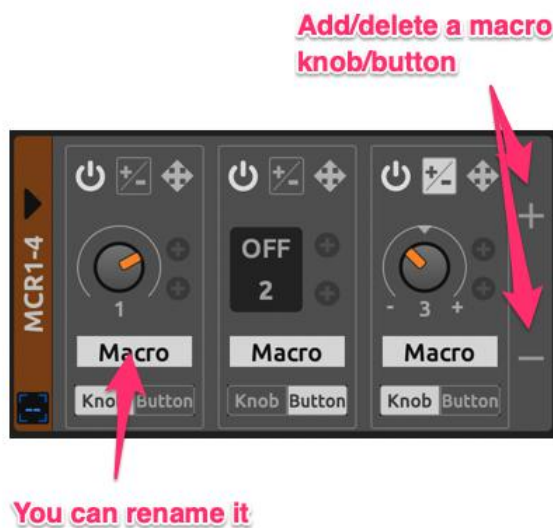 Add/delete a macro
knob/button
MCR1-4
1
OFF
2
- 3 +
Macro
Macro
Macro
Knob Button
Knob Button
Knob Button
You can rename it